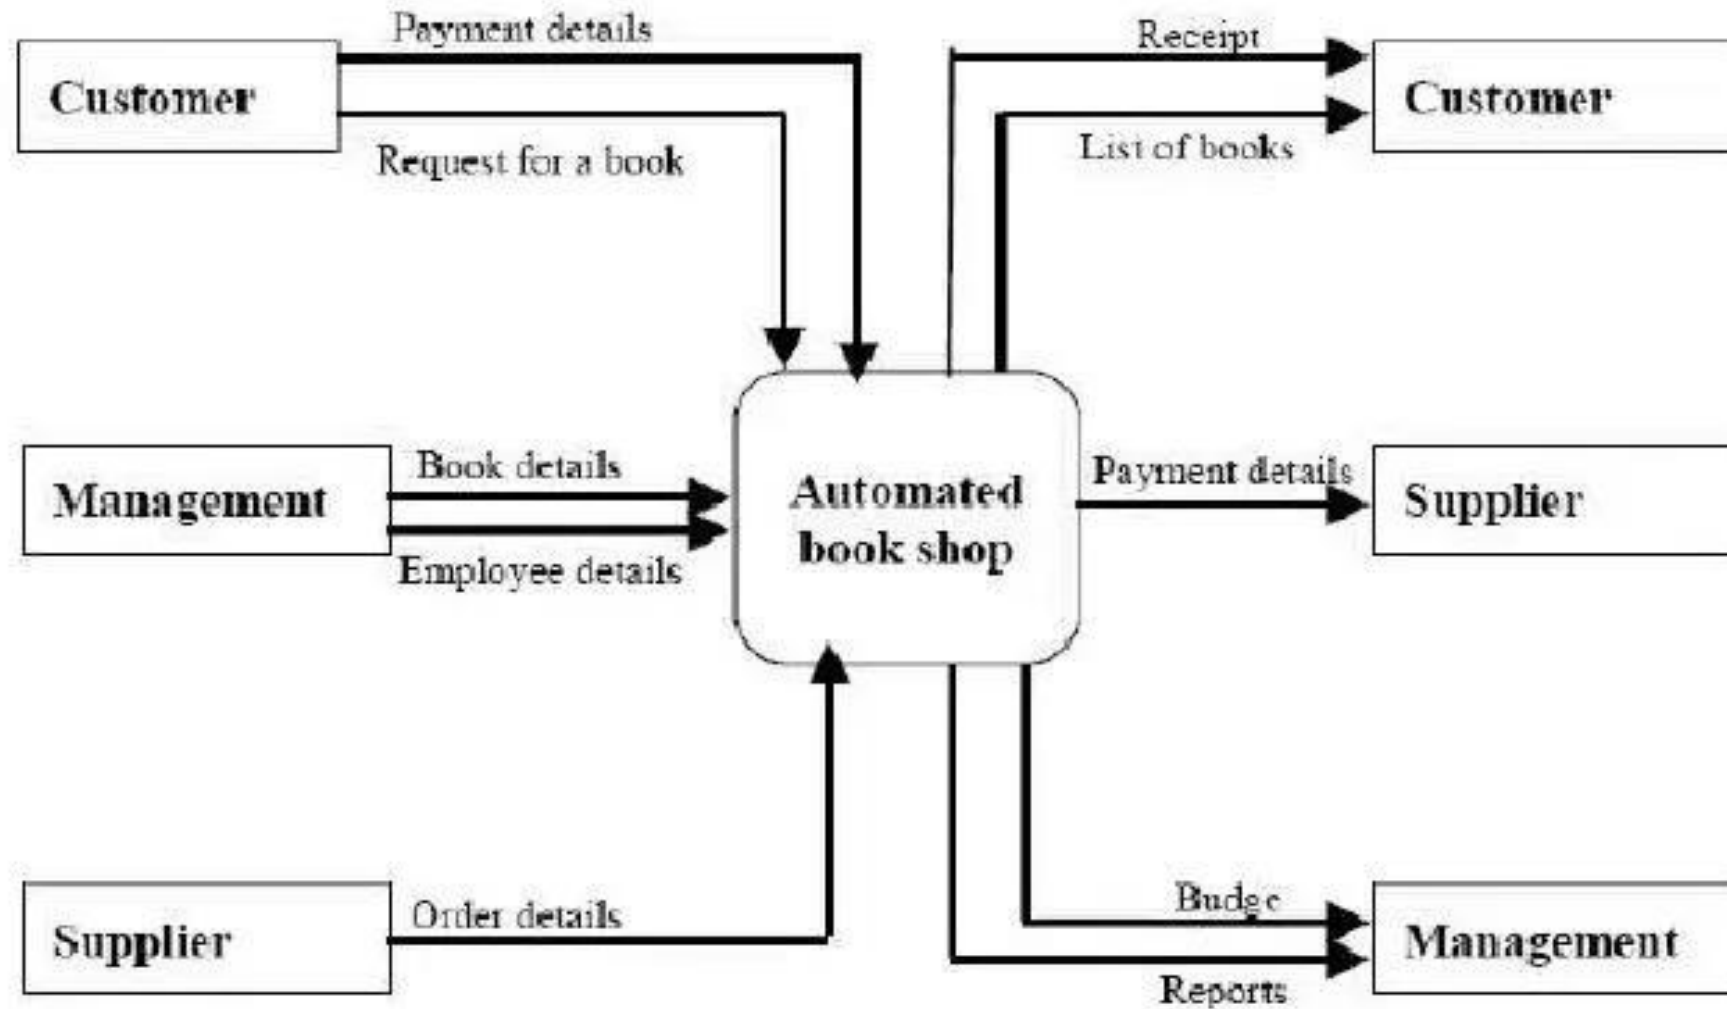 Payment details
Receipt
Customer
Customer
Request for a book
List of books
Book details
Payment details
Management
Automated
book shop
Supplier
Employee details
Order details
Budge
Supplier
Management
Reports